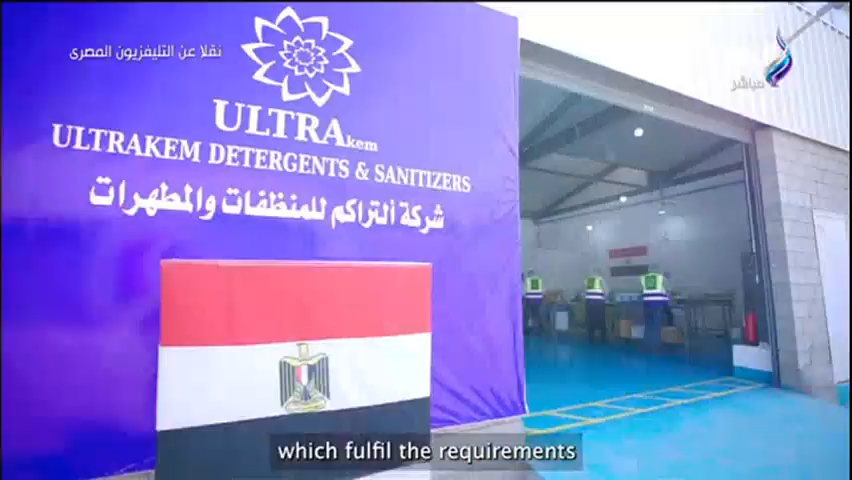 نقلا عن التليفزيون المصرى
مباشر
ULTRAkem
ULTRAKEM DETERGENTS & SANITIZERS
شركة ألتراكم للمنظفات والمطهرات
which fulfil the requirements